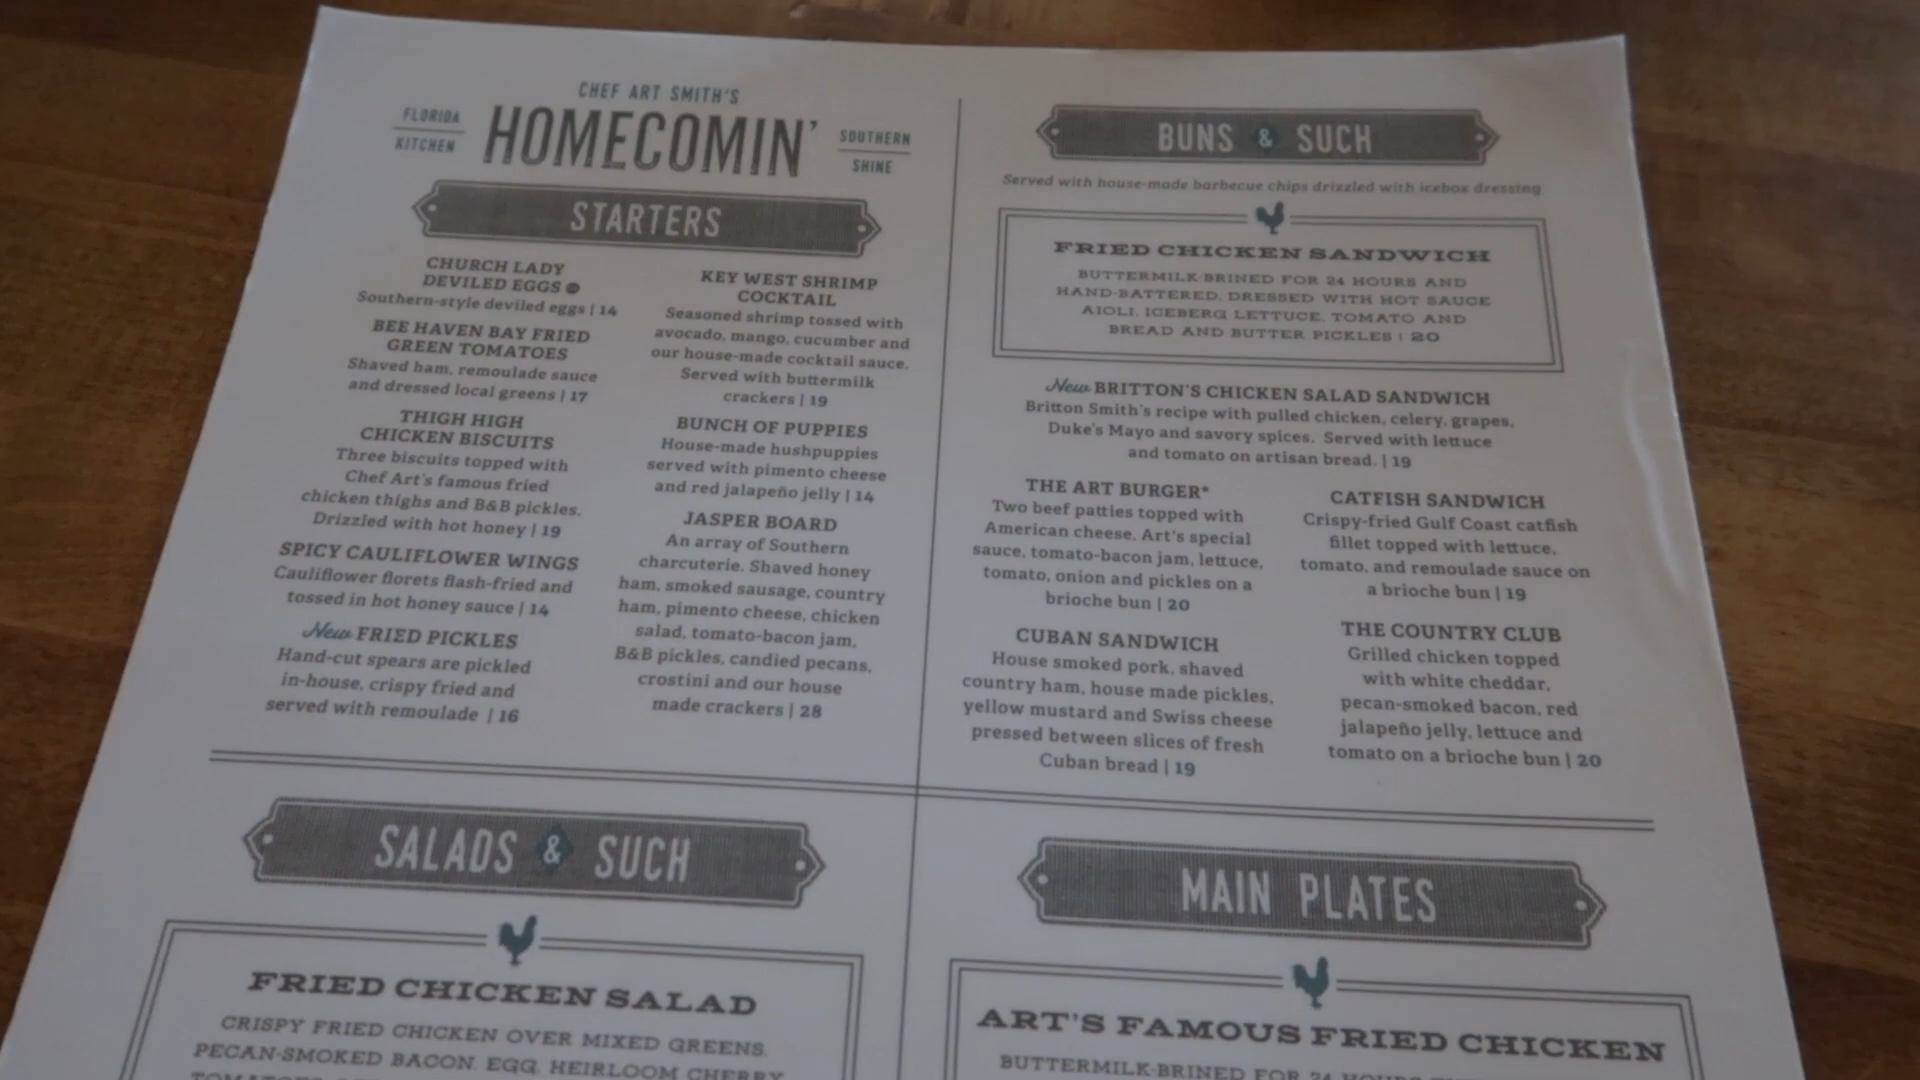 CHEF ART SMITH'S
FLORIDA
KITCHEN
HOMECOMIN'
SOUTHERN
SHINE
STARTERS
CHURCH LADY
DEVILED EGGS
Southern-style deviled eggs | 14
BEE HAVEN BAY FRIED
GREEN TOMATOES
Shaved ham, remoulade sauce
and dressed local greens | 17
THIGH HIGH
CHICKEN BISCUITS
Three biscuits topped with
Chef Art's famous fried
chicken thighs and B&B pickles.
Drizzled with hot honey | 19
SPICY CAULIFLOWER WINGS
Cauliflower florets flash-fried and
tossed in hot honey sauce | 14
New FRIED PICKLES
Hand-cut spears are pickled
in-house, crispy fried and
served with remoulade | 16
KEY WEST SHRIMP
COCKTAIL
Seasoned shrimp tossed with
avocado, mango, cucumber and
our house-made cocktail sauce.
Served with buttermilk
crackers | 19
BUNCH OF PUPPIES
House-made hushpuppies
served with pimento cheese
and red jalapeño jelly | 14
JASPER BOARD
An array of Southern
charcuterie. Shaved honey
ham, smoked sausage, country
ham, pimento cheese, chicken
salad, tomato-bacon jam,
B&B pickles, candied pecans,
crostini and our house
made crackers | 28
BUNS & SUCH
Served with house-made barbecue chips drizzled with icebox dressing
FRIED CHICKEN SANDWICH
BUTTERMILK-BRINED FOR 24 HOURS AND
HAND-BATTERED, DRESSED WITH HOT SAUCE
AIOLI, ICEBERG LETTUCE, TOMATO AND
BREAD AND BUTTER PICKLES | 20
New BRITTON'S CHICKEN SALAD SANDWICH
Britton Smith's recipe with pulled chicken, celery, grapes,
Duke's Mayo and savory spices. Served with lettuce
and tomato on artisan bread. | 19
THE ART BURGER*
Two beef patties topped with
American cheese, Art's special
sauce, tomato-bacon jam, lettuce,
tomato, onion and pickles on a
brioche bun | 20
CUBAN SANDWICH
House smoked pork, shaved
country ham, house made pickles,
yellow mustard and Swiss cheese
pressed between slices of fresh
Cuban bread | 19
CATFISH SANDWICH
Crispy-fried Gulf Coast catfish
fillet topped with lettuce,
tomato, and remoulade sauce on
a brioche bun | 19
THE COUNTRY CLUB
Grilled chicken topped
with white cheddar,
pecan-smoked bacon, red
jalapeño jelly, lettuce and
tomato on a brioche bun | 20
SALADS & SUCH
FRIED CHICKEN SALAD
CRISPY FRIED CHICKEN OVER MIXED GREENS,
PECAN-SMOKED BACON, EGG, HEIRLOOM CHERRY
MAIN PLATES
ART'S FAMOUS FRIED CHICKEN
BUTTERMILK-BRINED FOR 24 HOURS